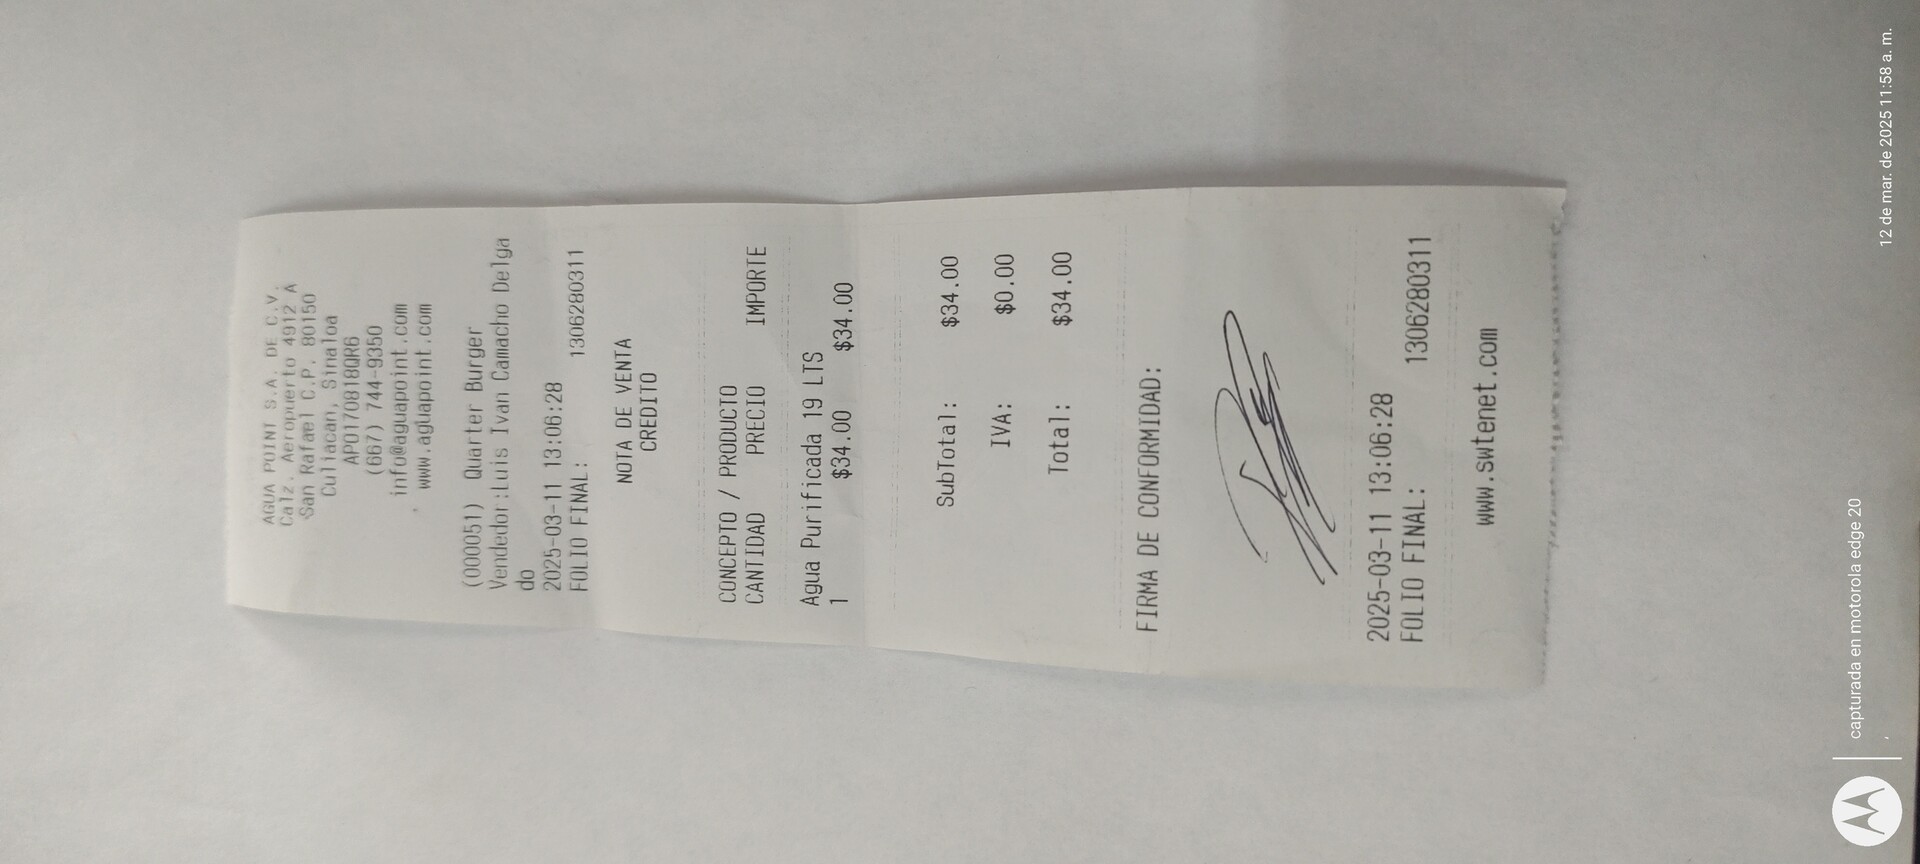 AGUA POINT S.A. DE C.V.
Calz. Aeropuerto 4912 A
San Rafael C.P. 80150
Culiacan, Sinaloa
APO170818QR6
(667) 744-9350
info@aguapoint.com
www.aguapoint.com
(000051) Quarter Burger
Vendedor:Luis Ivan Camacho Delga
do
2025-03-11 13:06:28
FOLIO FINAL: 1306280311
NOTA DE VENTA
CREDITO
CONCEPTO / PRODUCTO
CANTIDAD PRECIO IMPORTE
Agua Purificada 19 LTS
1 $34.00 $34.00
SubTotal: $34.00
IVA: $0.00
Total: $34.00
FIRMA DE CONFORMIDAD:
2025-03-11 13:06:28
FOLIO FINAL: 1306280311
www.swtenet.com
capturada en motorola edge 20
12 de mar. de 2025 11:58 a. m.